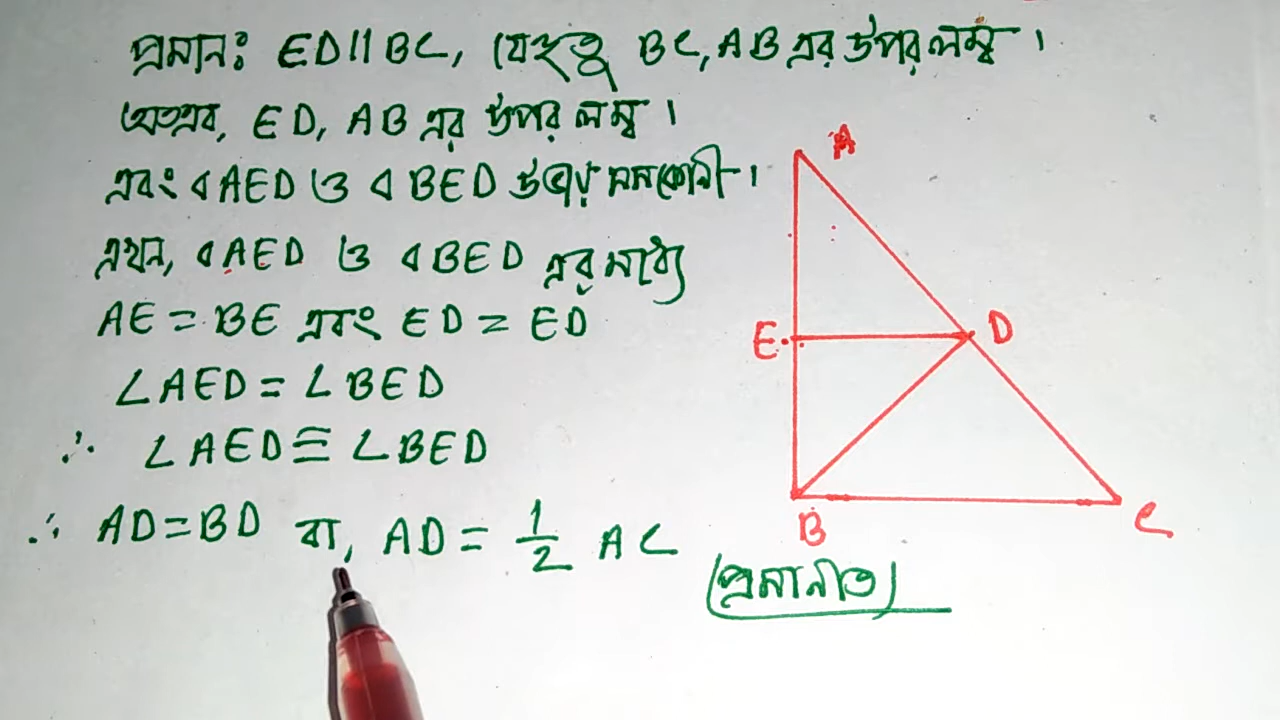 প্রমানঃ ED||BC, যেহেতু BC, AB এর উপর লম্ব ।
অতএব, ED, AB এর উপর লম্ব ।
এবং ∢AED ও ∢BED উভয় সমকোনী ।
এখন, ∢AED ও ∢BED এর মধ্যে
AE = BE এবং ED = ED
∠AED = ∠BED
∴ ∠AED ≅ ∠BED
∴ AD = BD বা, AD = 1/2 AC
(প্রমানীত)
A
E
D
B
C